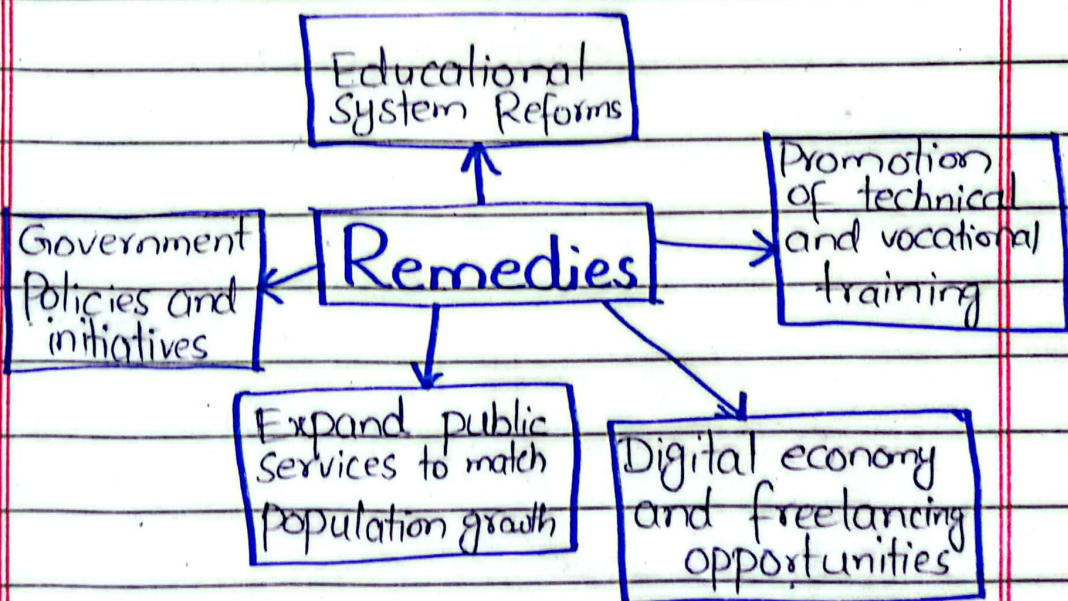 Educational
System Reforms
Promotion
of technical
and vocational
training
Government
Policies and
initiatives
Remedies
Expand public
services to match
population growth
Digital economy
and freelancing
opportunities